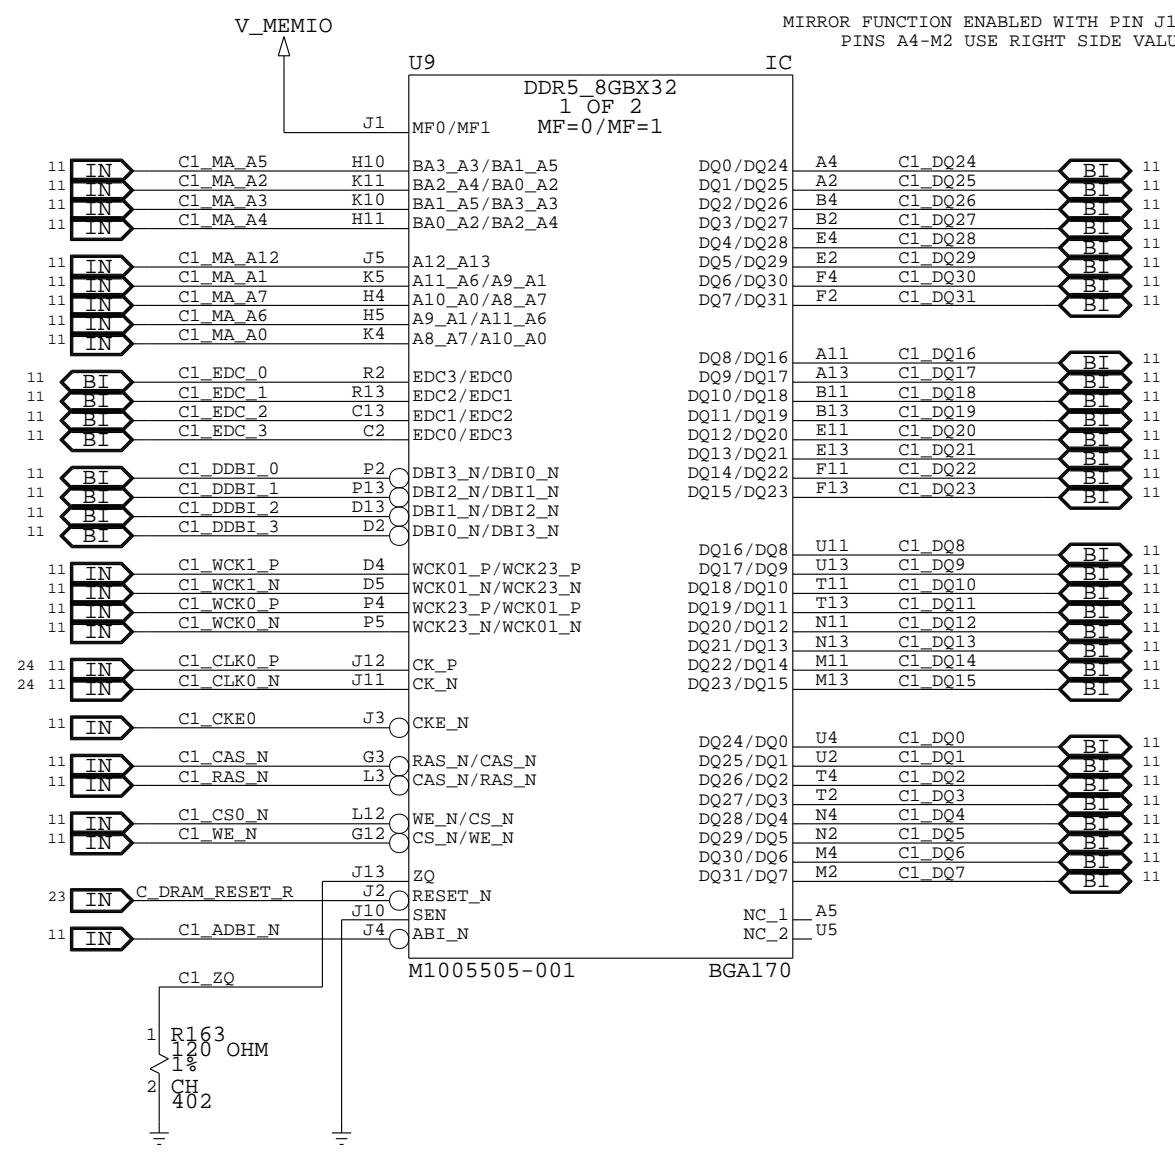 V_MEMIO
MIRROR FUNCTION ENABLED WITH PIN J1
PINS A4-M2 USE RIGHT SIDE VALU
U9 IC
DDR5_8GBX32
1 OF 2
MF=0/MF=1
J1 MF0/MF1
11 IN C1_MA_A5 H10 BA3_A3/BA1_A5 DQ0/DQ24 A4 C1_DQ24 BI 11
11 IN C1_MA_A2 K11 BA2_A4/BA0_A2 DQ1/DQ25 A2 C1_DQ25 BI 11
11 IN C1_MA_A3 K10 BA1_A5/BA3_A3 DQ2/DQ26 B4 C1_DQ26 BI 11
11 IN C1_MA_A4 H11 BA0_A2/BA2_A4 DQ3/DQ27 B2 C1_DQ27 BI 11
DQ4/DQ28 E4 C1_DQ28 BI 11
11 IN C1_MA_A12 J5 A12_A13 DQ5/DQ29 E2 C1_DQ29 BI 11
11 IN C1_MA_A1 K5 A11_A6/A9_A1 DQ6/DQ30 F4 C1_DQ30 BI 11
11 IN C1_MA_A7 H4 A10_A0/A8_A7 DQ7/DQ31 F2 C1_DQ31 BI 11
11 IN C1_MA_A6 H5 A9_A1/A11_A6
11 IN C1_MA_A0 K4 A8_A7/A10_A0
DQ8/DQ16 A11 C1_DQ16 BI 11
11 BI C1_EDC_0 R2 EDC3/EDC0 DQ9/DQ17 A13 C1_DQ17 BI 11
11 BI C1_EDC_1 R13 EDC2/EDC1 DQ10/DQ18 B11 C1_DQ18 BI 11
11 BI C1_EDC_2 C13 EDC1/EDC2 DQ11/DQ19 B13 C1_DQ19 BI 11
11 BI C1_EDC_3 C2 EDC0/EDC3 DQ12/DQ20 E11 C1_DQ20 BI 11
DQ13/DQ21 E13 C1_DQ21 BI 11
11 BI C1_DDBI_0 P2 DBI3_N/DBI0_N DQ14/DQ22 F11 C1_DQ22 BI 11
11 BI C1_DDBI_1 P13 DBI2_N/DBI1_N DQ15/DQ23 F13 C1_DQ23 BI 11
11 BI C1_DDBI_2 D13 DBI1_N/DBI2_N
11 BI C1_DDBI_3 D2 DBI0_N/DBI3_N
DQ16/DQ8 U11 C1_DQ8 BI 11
11 IN C1_WCK1_P D4 WCK01_P/WCK23_P DQ17/DQ9 U13 C1_DQ9 BI 11
11 IN C1_WCK1_N D5 WCK01_N/WCK23_N DQ18/DQ10 T11 C1_DQ10 BI 11
11 IN C1_WCK0_P P4 WCK23_P/WCK01_P DQ19/DQ11 T13 C1_DQ11 BI 11
11 IN C1_WCK0_N P5 WCK23_N/WCK01_N DQ20/DQ12 N11 C1_DQ12 BI 11
DQ21/DQ13 N13 C1_DQ13 BI 11
24 11 IN C1_CLK0_P J12 CK_P DQ22/DQ14 M11 C1_DQ14 BI 11
24 11 IN C1_CLK0_N J11 CK_N DQ23/DQ15 M13 C1_DQ15 BI 11
11 IN C1_CKE0 J3 CKE_N
DQ24/DQ0 U4 C1_DQ0 BI 11
11 IN C1_CAS_N G3 RAS_N/CAS_N DQ25/DQ1 U2 C1_DQ1 BI 11
11 IN C1_RAS_N L3 CAS_N/RAS_N DQ26/DQ2 T4 C1_DQ2 BI 11
DQ27/DQ3 T2 C1_DQ3 BI 11
11 IN C1_CS0_N L12 WE_N/CS_N DQ28/DQ4 N4 C1_DQ4 BI 11
11 IN C1_WE_N G12 CS_N/WE_N DQ29/DQ5 N2 C1_DQ5 BI 11
DQ30/DQ6 M4 C1_DQ6 BI 11
J13 ZQ DQ31/DQ7 M2 C1_DQ7 BI 11
23 IN C_DRAM_RESET_R J2 RESET_N
J10 SEN NC_1 A5
11 IN C1_ADBI_N J4 ABI_N NC_2 U5
M1005505-001 BGA170
C1_ZQ
1 R163
120 OHM
1%
2 CH
402